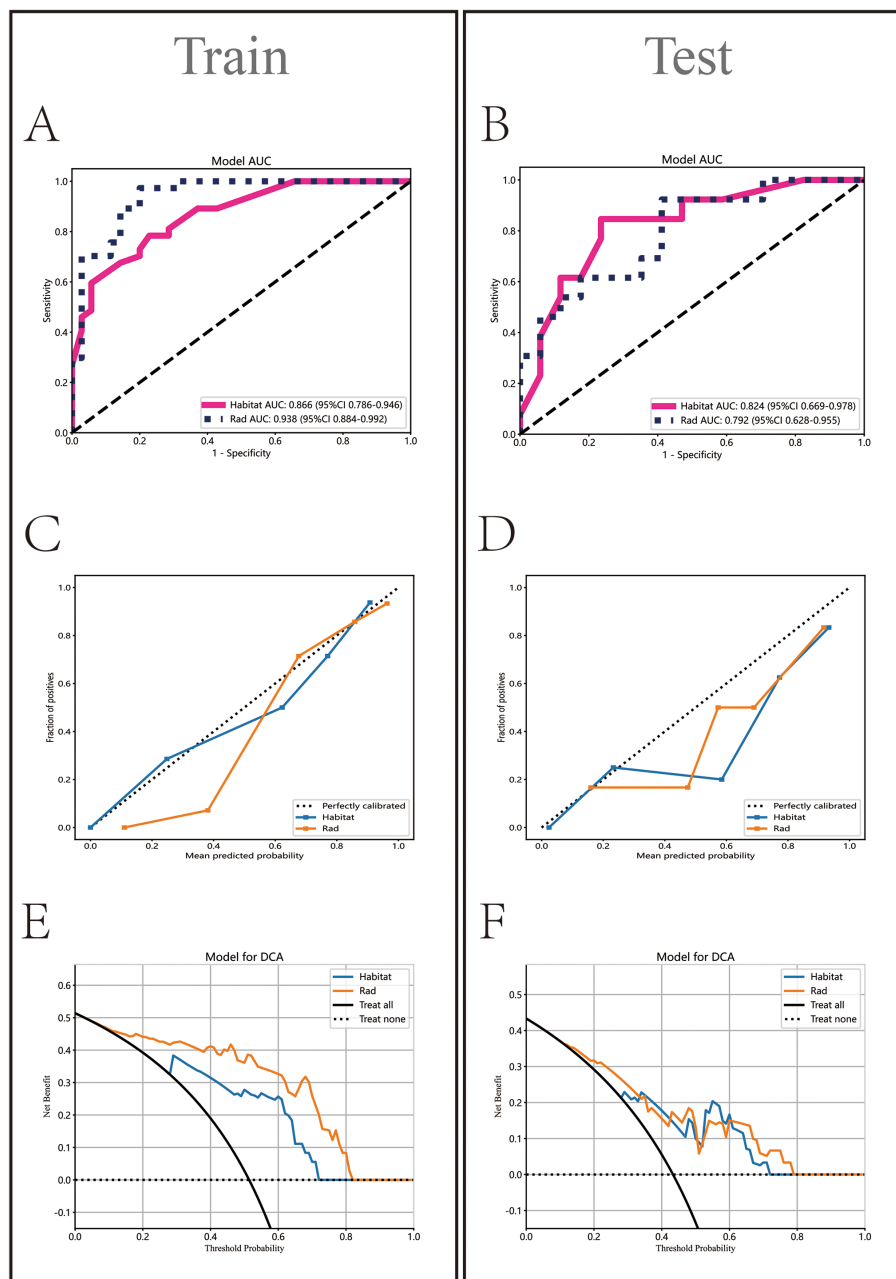 Train
Test
A
B
Model AUC
1.0
0.8
0.6
0.4
0.2
0.0
Sensitivity
Habitat AUC: 0.866 (95%CI 0.786-0.946)
Rad AUC: 0.938 (95%CI 0.884-0.992)
0.0 0.2 0.4 0.6 0.8 1.0
1 - Specificity
Model AUC
1.0
0.8
0.6
0.4
0.2
0.0
Sensitivity
Habitat AUC: 0.824 (95%CI 0.669-0.978)
Rad AUC: 0.792 (95%CI 0.628-0.955)
0.0 0.2 0.4 0.6 0.8 1.0
1 - Specificity
C
D
1.0
0.8
0.6
0.4
0.2
0.0
Fraction of positives
Perfectly calibrated
Habitat
Rad
0.0 0.2 0.4 0.6 0.8 1.0
Mean predicted probability
1.0
0.8
0.6
0.4
0.2
0.0
Fraction of positives
Perfectly calibrated
Habitat
Rad
0.0 0.2 0.4 0.6 0.8 1.0
Mean predicted probability
E
F
Model for DCA
0.6
0.5
0.4
0.3
0.2
0.1
0.0
-0.1
Net Benefit
Habitat
Rad
Treat all
Treat none
0.0 0.2 0.4 0.6 0.8 1.0
Threshold Probability
Model for DCA
0.5
0.4
0.3
0.2
0.1
0.0
-0.1
Net Benefit
Habitat
Rad
Treat all
Treat none
0.0 0.2 0.4 0.6 0.8 1.0
Threshold Probability